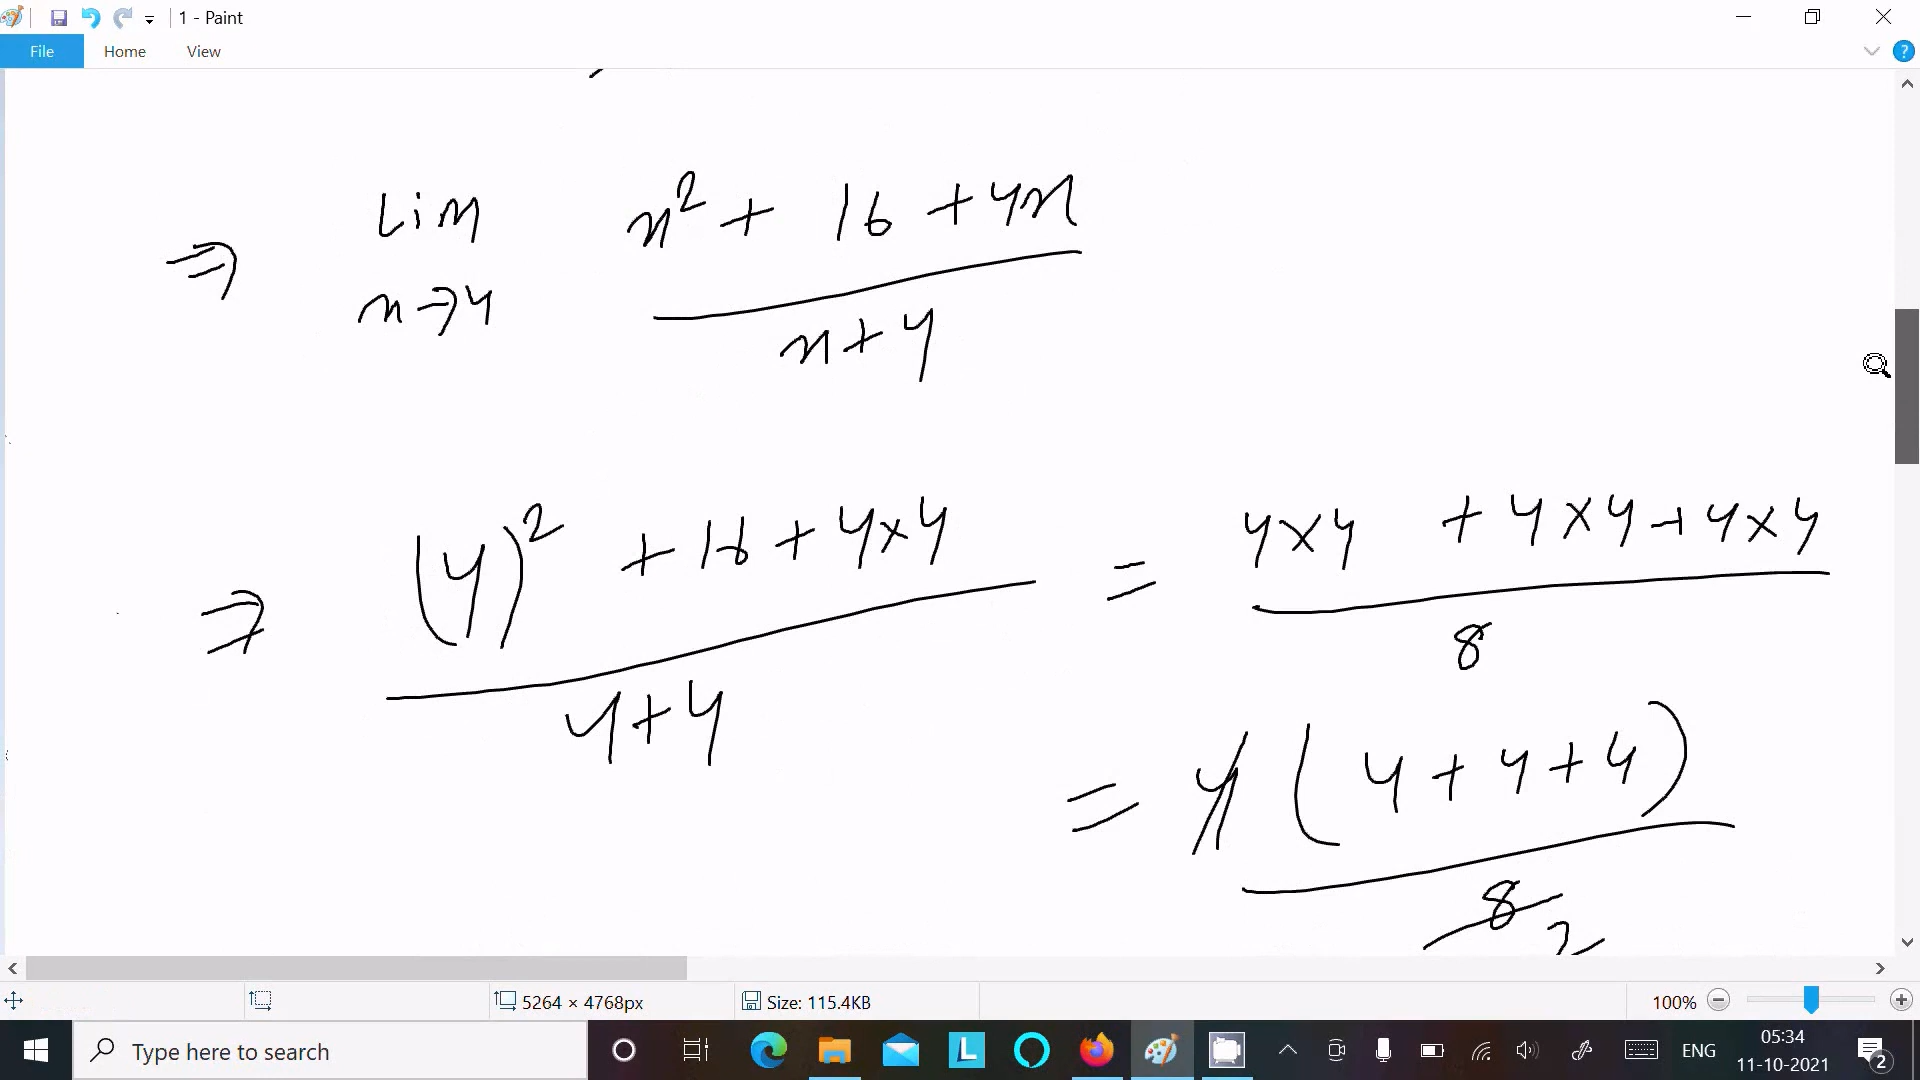 1 - Paint
File Home View
⇒ Lim x² + 16 + 4x
x→4 x+4
⇒ (4)² + 16 + 4×4 = 4×4 + 4×4 + 4×4
4+4 8
= 4 (4 + 4 + 4)
8 2
5264 × 4768px Size: 115.4KB 100%
Type here to search L ENG 05:34
11-10-2021 2